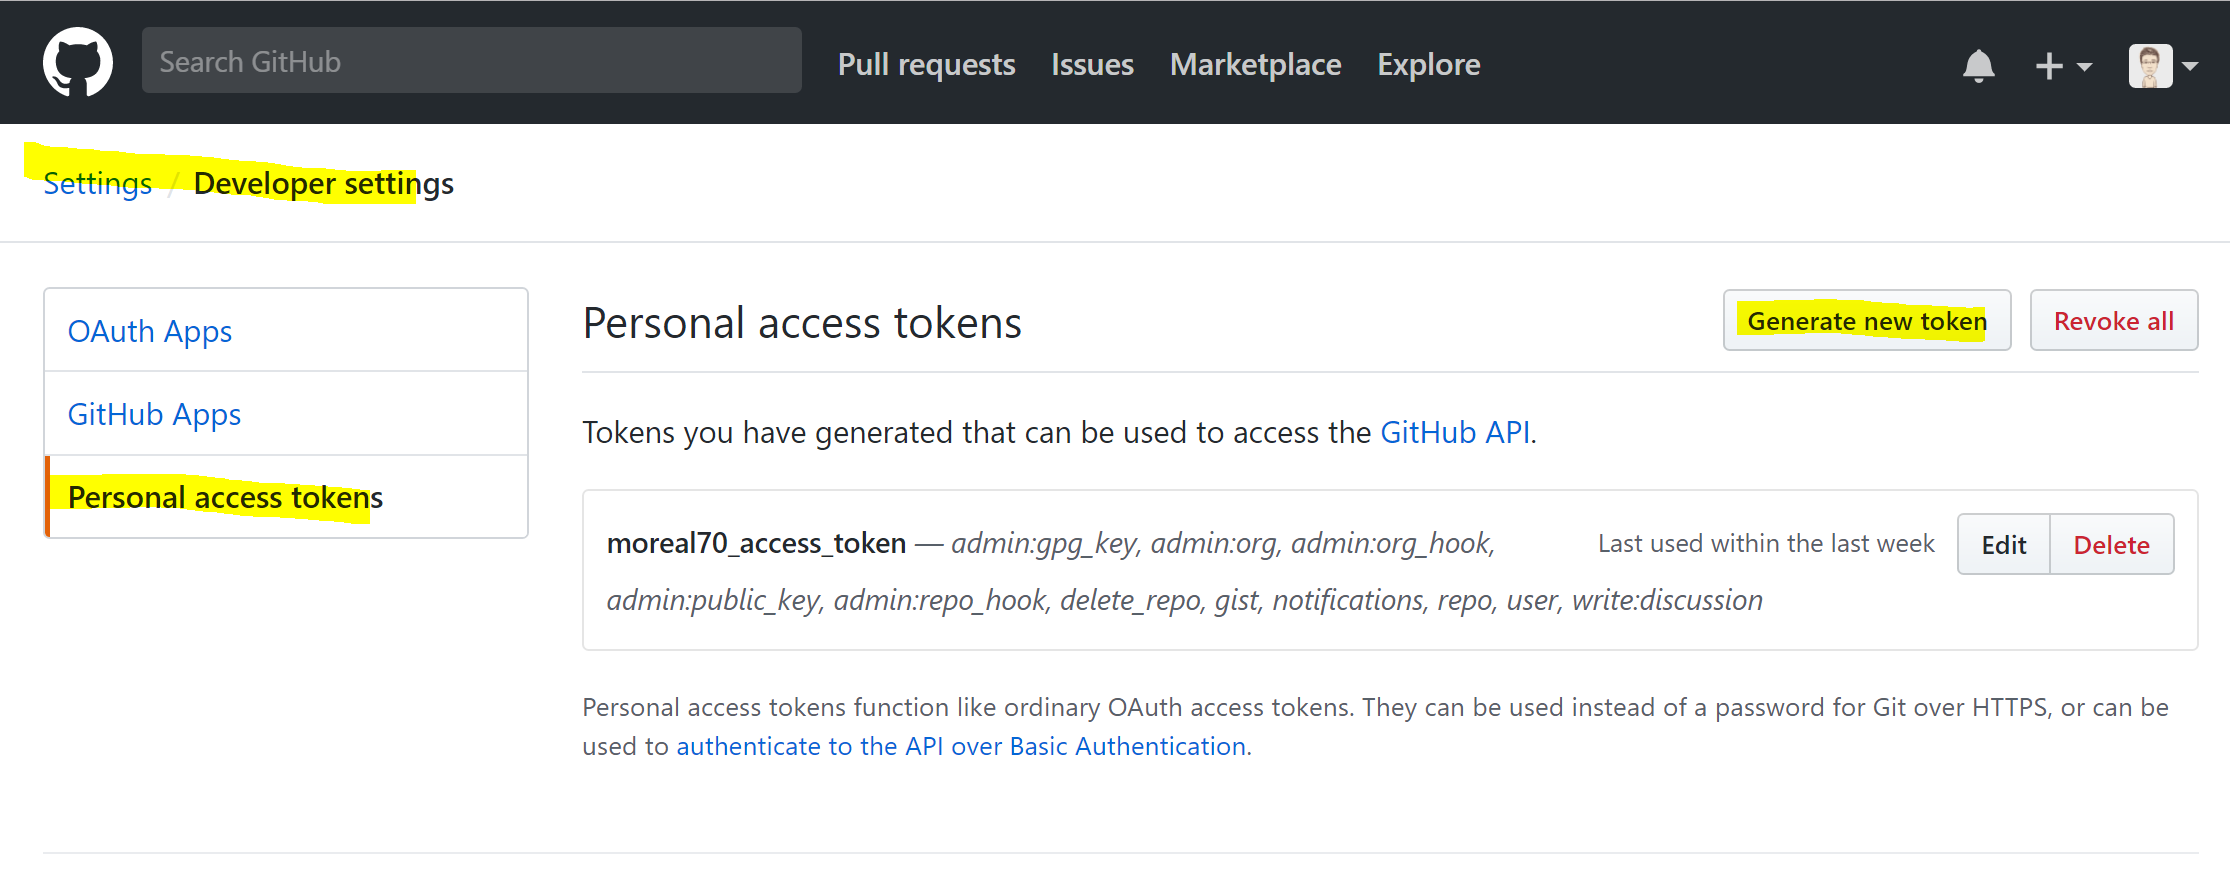 Search GitHub Pull requests Issues Marketplace Explore
Settings / Developer settings
OAuth Apps
GitHub Apps
Personal access tokens
Personal access tokens
Generate new token Revoke all
Tokens you have generated that can be used to access the GitHub API.
moreal70_access_token — admin:gpg_key, admin:org, admin:org_hook, Last used within the last week Edit Delete
admin:public_key, admin:repo_hook, delete_repo, gist, notifications, repo, user, write:discussion
Personal access tokens function like ordinary OAuth access tokens. They can be used instead of a password for Git over HTTPS, or can be
used to authenticate to the API over Basic Authentication.